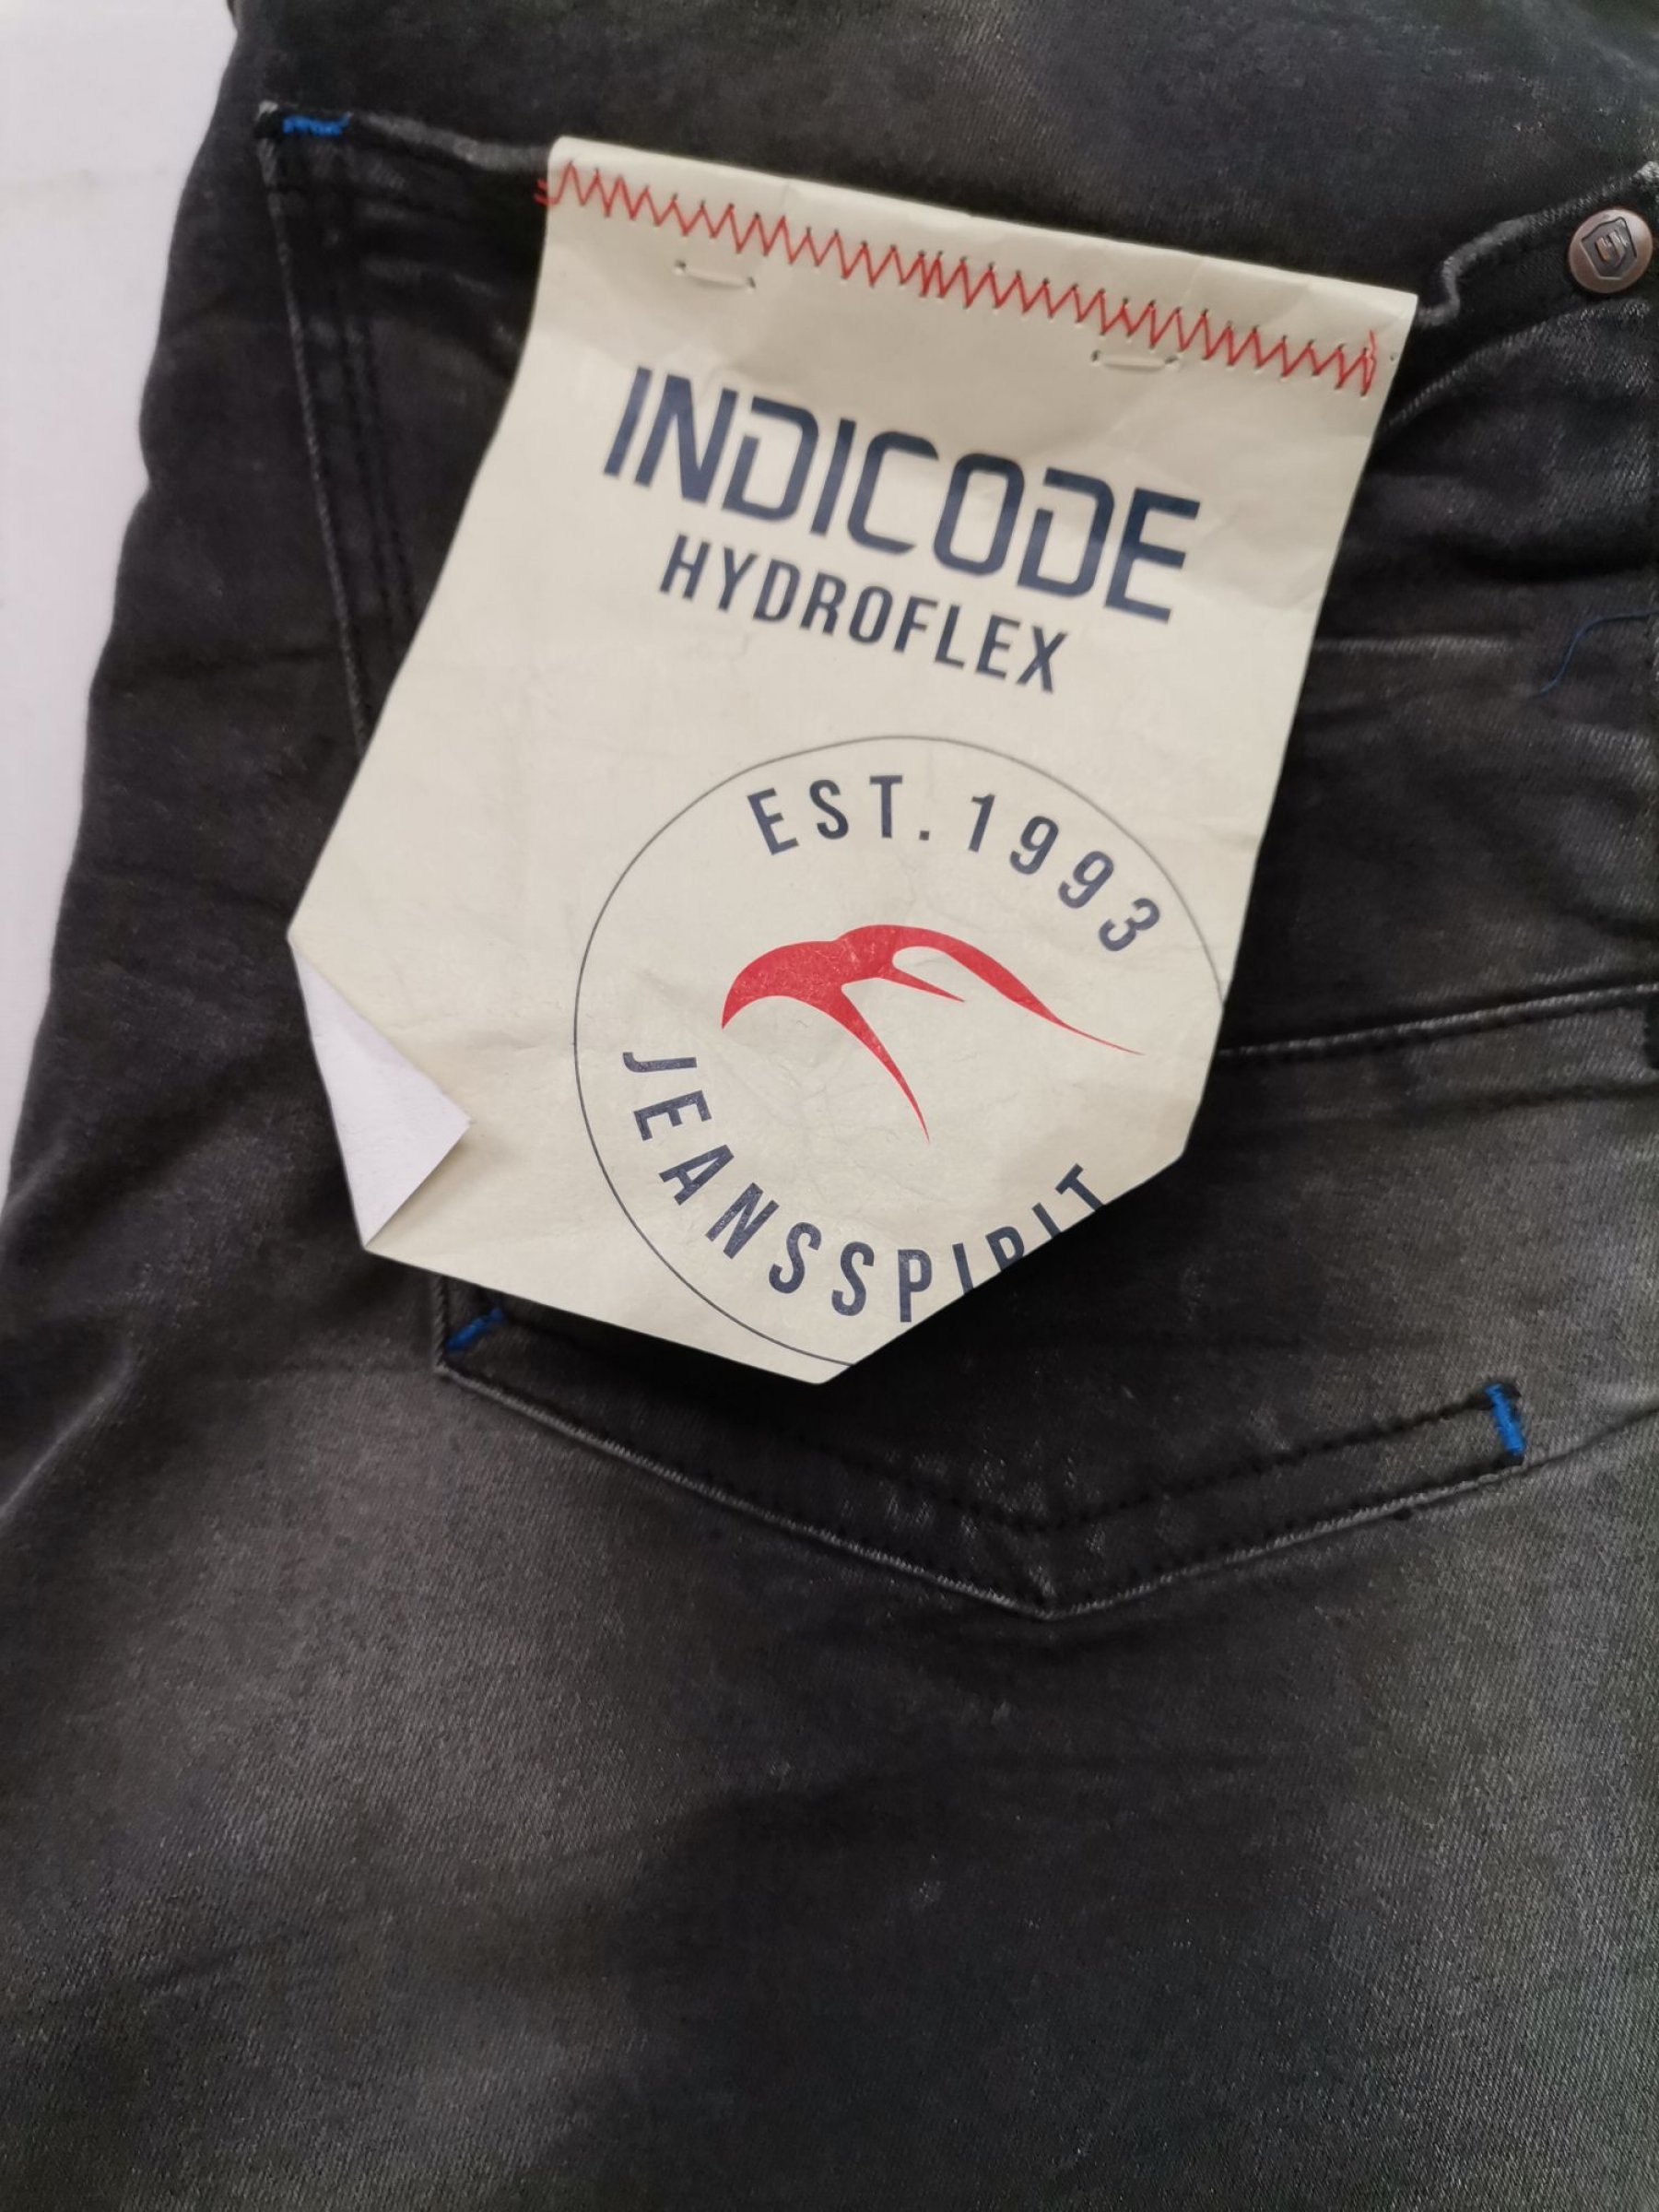 INDICODE
HYDROFLEX
EST. 1993
JEANSSPIRIT